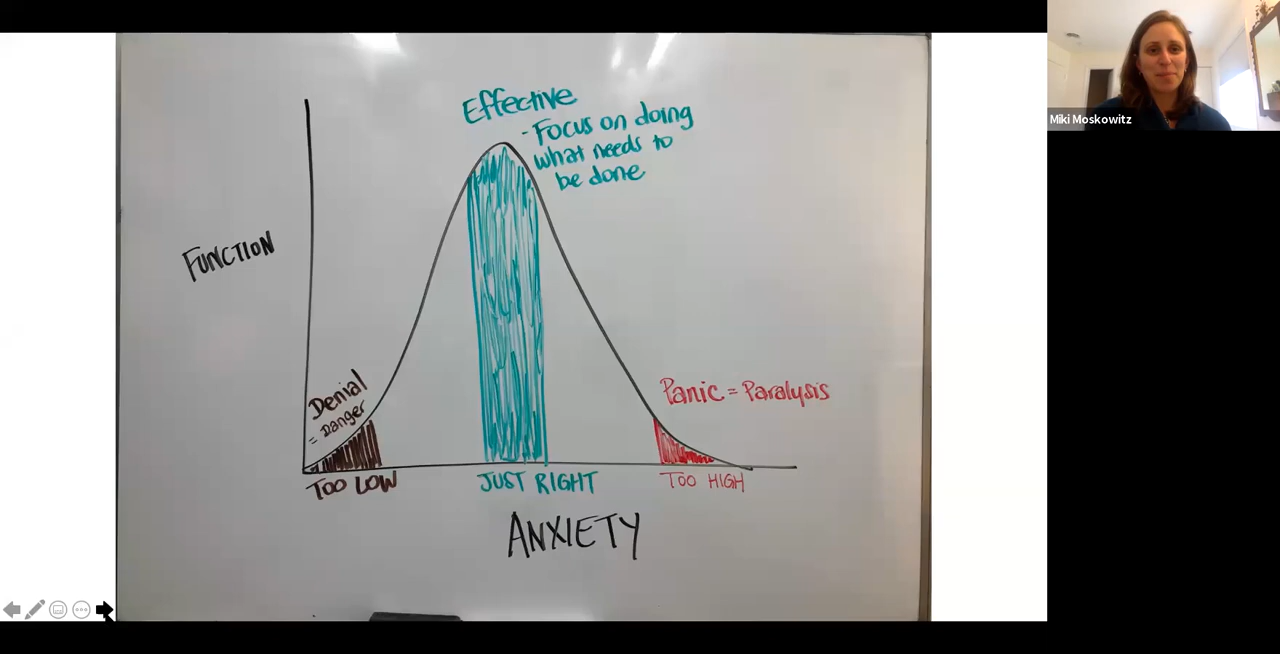 Effective
- Focus on doing
what needs to
be done
FUNCTION
Denial
= Danger
Panic = Paralysis
TOO LOW
JUST RIGHT
TOO HIGH
ANXIETY
Miki Moskowitz